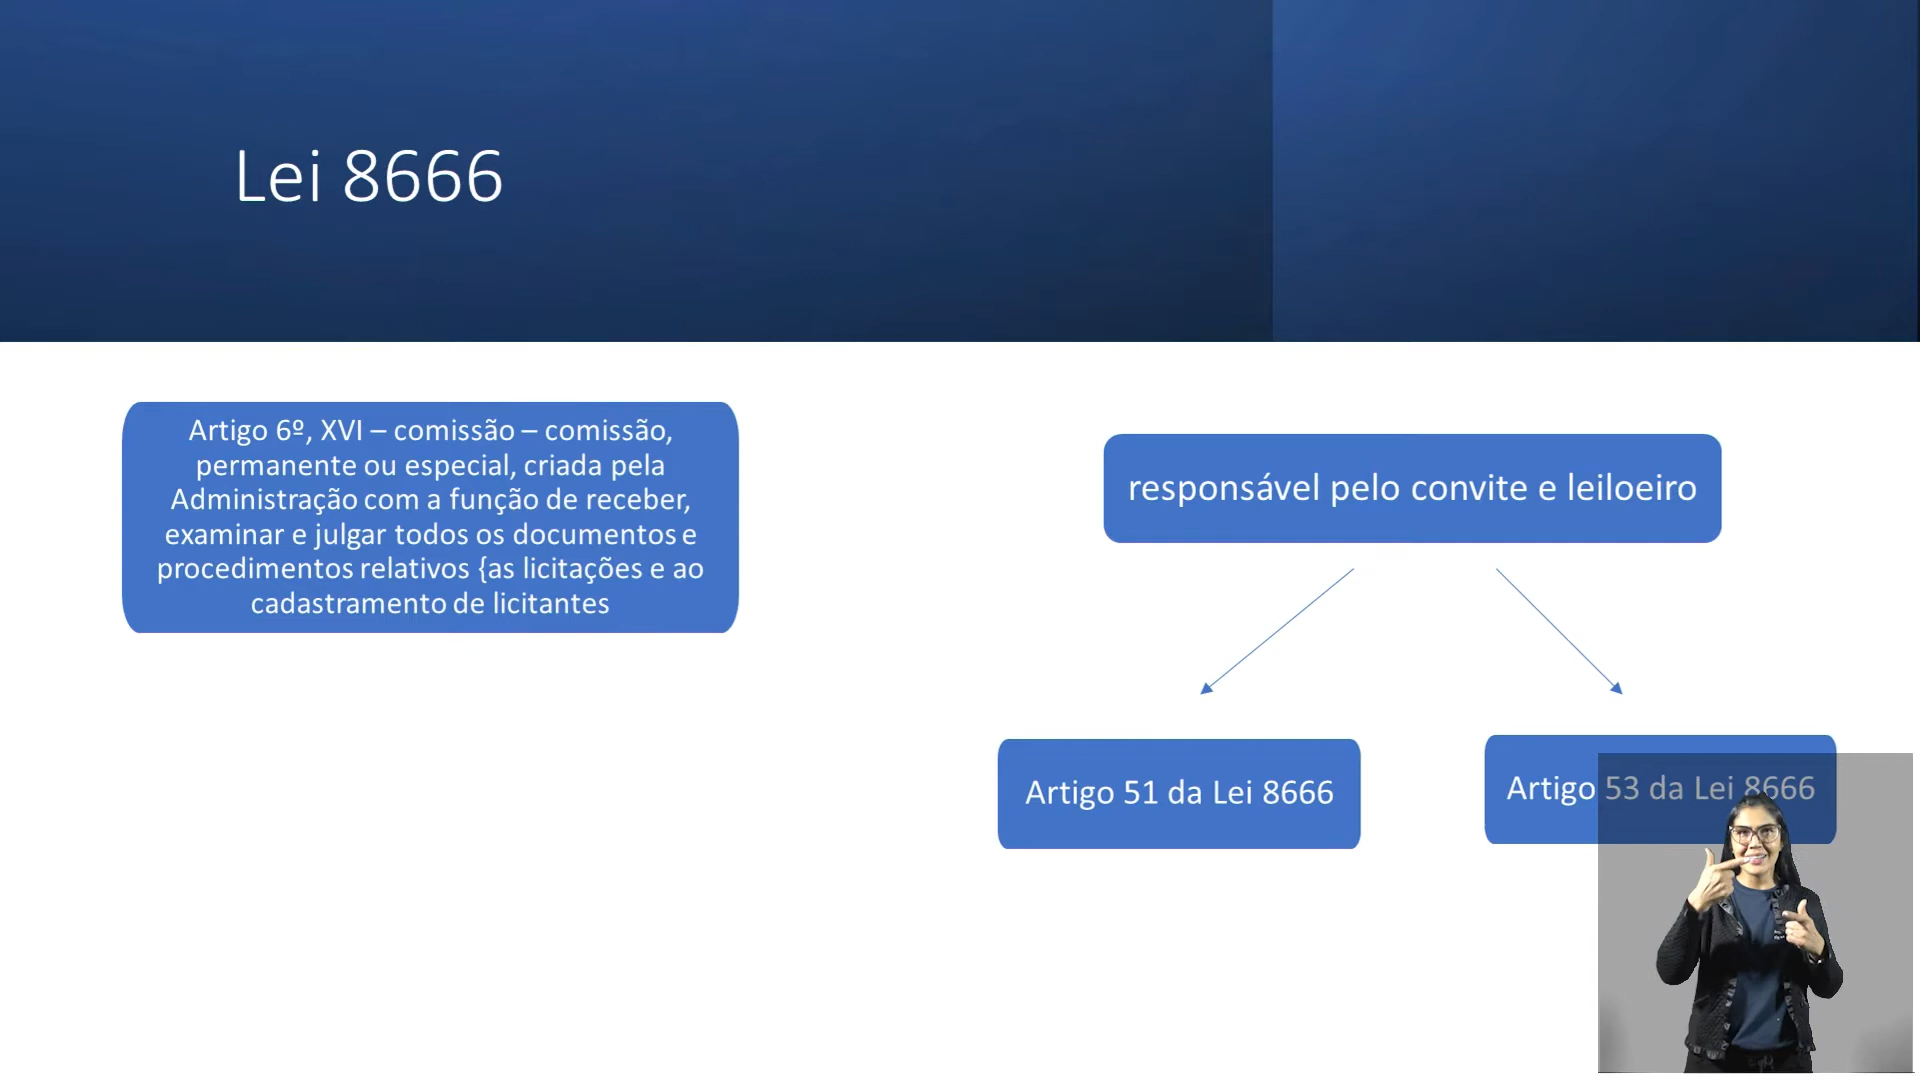 Lei 8666
Artigo 6º, XVI – comissão – comissão,
permanente ou especial, criada pela
Administração com a função de receber,
examinar e julgar todos os documentos e
procedimentos relativos {as licitações e ao
cadastramento de licitantes
responsável pelo convite e leiloeiro
Artigo 51 da Lei 8666
Artigo 53 da Lei 8666